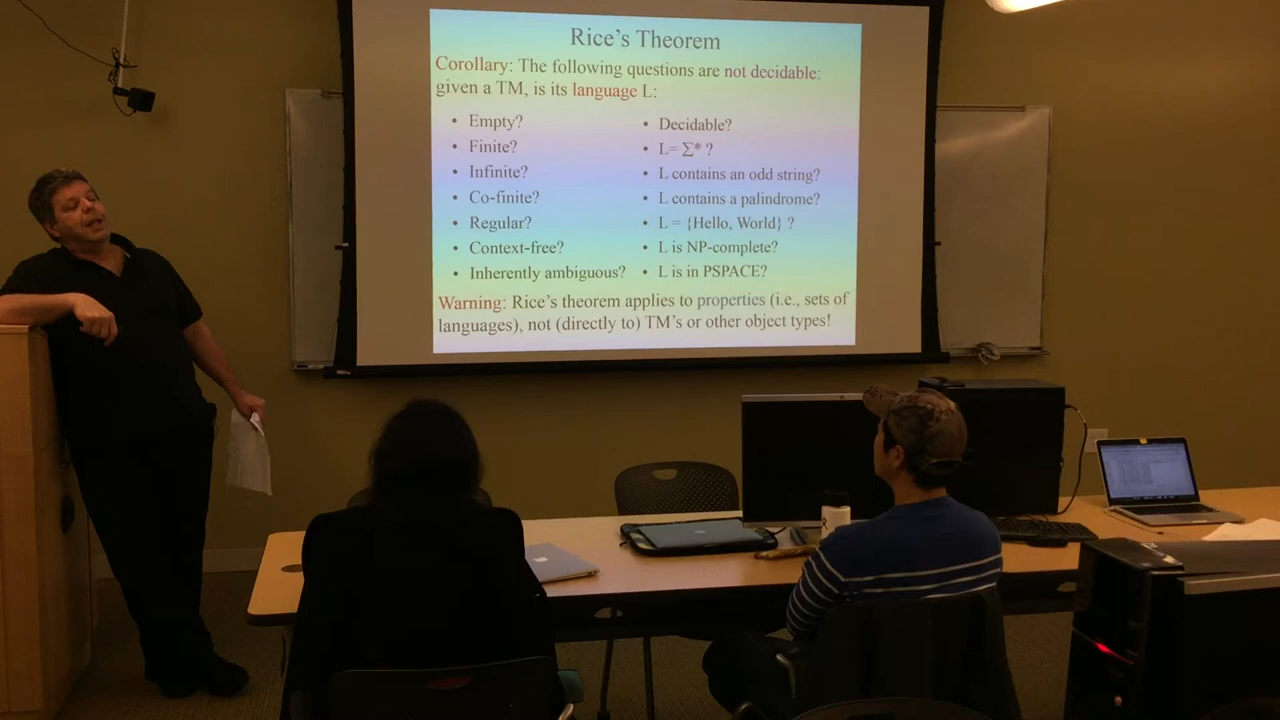 Rice's Theorem
Corollary: The following questions are not decidable:
given a TM, is its language L:
• Empty?
• Finite?
• Infinite?
• Co-finite?
• Regular?
• Context-free?
• Inherently ambiguous?
• Decidable?
• L= ∑* ?
• L contains an odd string?
• L contains a palindrome?
• L = {Hello, World} ?
• L is NP-complete?
• L is in PSPACE?
Warning: Rice's theorem applies to properties (i.e., sets of
languages), not (directly to) TM's or other object types!